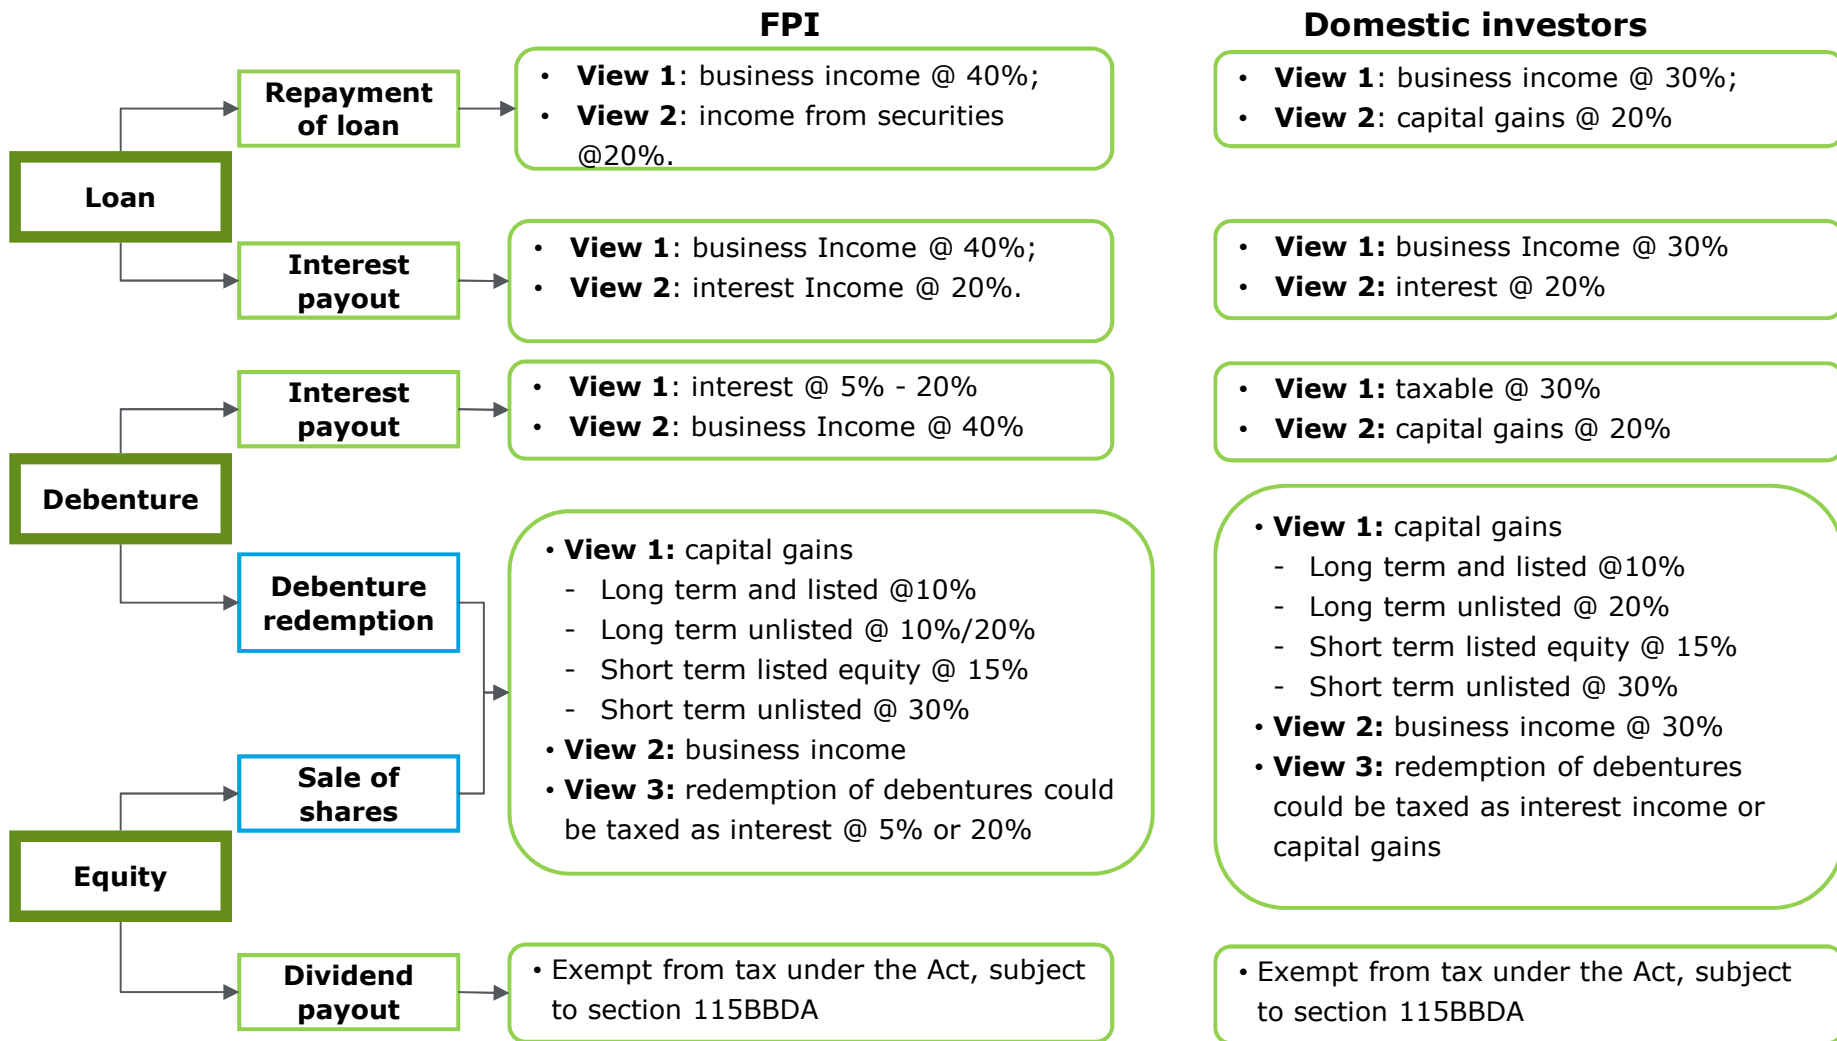 FPI
Domestic investors
Loan
Repayment
of loan
• View 1: business income @ 40%;
• View 2: income from securities
@20%.
• View 1: business income @ 30%;
• View 2: capital gains @ 20%
Interest
payout
• View 1: business Income @ 40%;
• View 2: interest Income @ 20%.
• View 1: business Income @ 30%
• View 2: interest @ 20%
Debenture
Interest
payout
• View 1: interest @ 5% - 20%
• View 2: business Income @ 40%
• View 1: taxable @ 30%
• View 2: capital gains @ 20%
Debenture
redemption
Equity
Sale of
shares
• View 1: capital gains
- Long term and listed @10%
- Long term unlisted @ 10%/20%
- Short term listed equity @ 15%
- Short term unlisted @ 30%
• View 2: business income
• View 3: redemption of debentures could
be taxed as interest @ 5% or 20%
• View 1: capital gains
- Long term and listed @10%
- Long term unlisted @ 20%
- Short term listed equity @ 15%
- Short term unlisted @ 30%
• View 2: business income @ 30%
• View 3: redemption of debentures
could be taxed as interest income or
capital gains
Dividend
payout
• Exempt from tax under the Act, subject
to section 115BBDA
• Exempt from tax under the Act, subject
to section 115BBDA